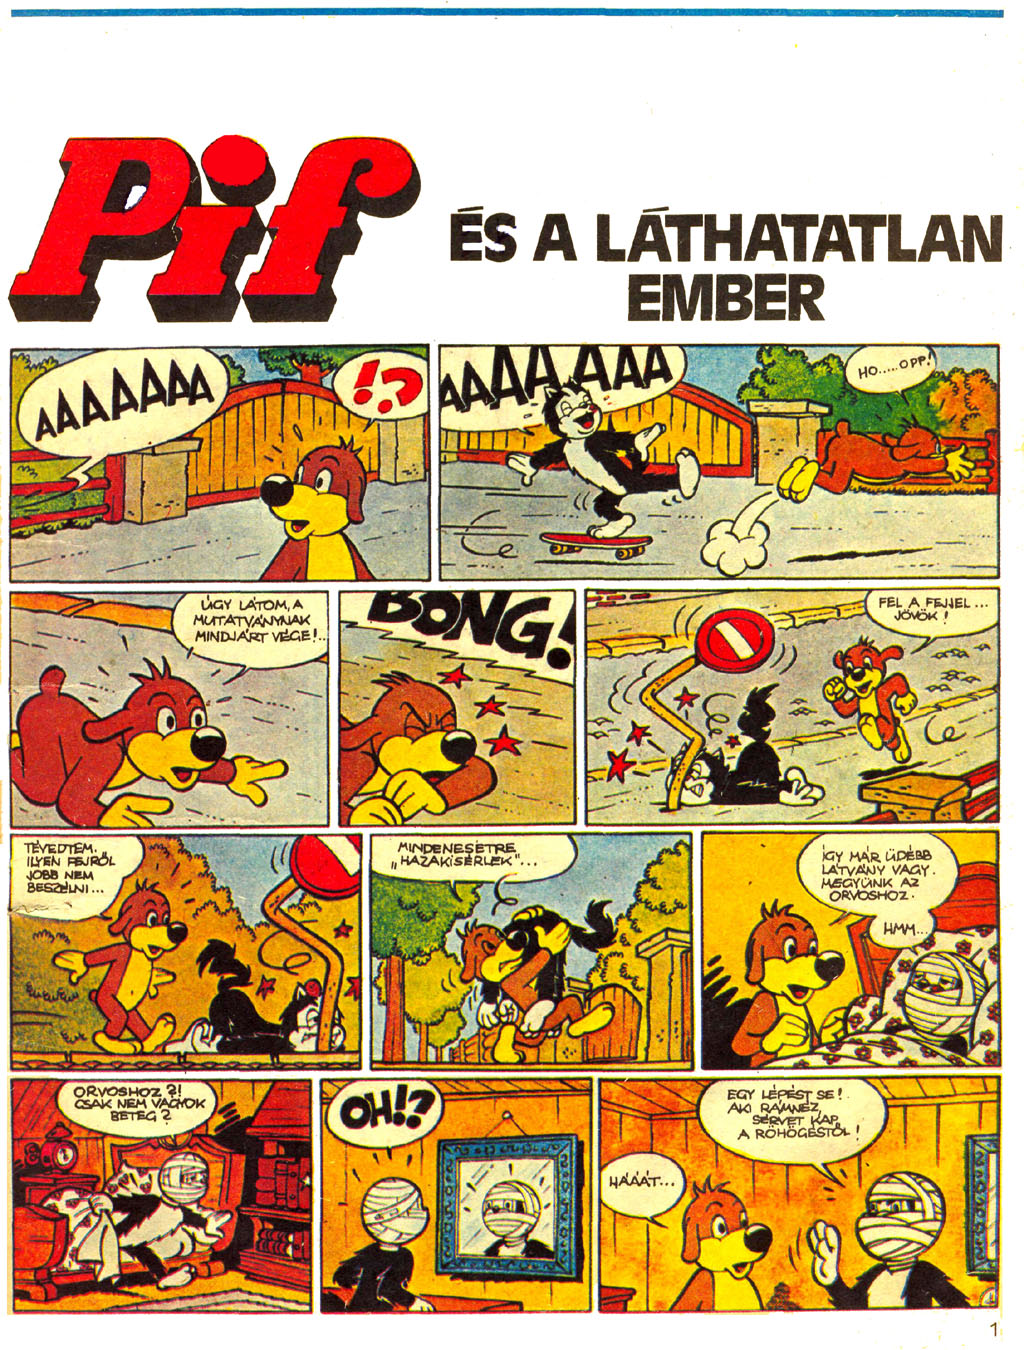 Pif
ÉS A LÁTHATATLAN
EMBER
AAAAAAA
!?
AAAAAAA
HO.....OPP!
ÚGY LÁTOM, A
MUTATVÁNYNAK
MINDJÁRT VÉGE!...
BONG!
FEL A FEJJEL...
JÖVÖK!
TÉVEDTEM.
ILYEN FEJRŐL
JOBB NEM
BESZÉLNI...
MINDENESETRE
„HAZAKÍSÉRLEK"...
ÍGY MÁR ÜDÉBB
LÁTVÁNY VAGY.
MEGYÜNK AZ
ORVOSHOZ.
HMM...
ORVOSHOZ?!
CSAK NEM VAGYOK
BETEG?
OH!?
EGY LÉPÉST SE!
AKI RÁMNÉZ,
SÉRVET KAP
A RÖHÖGÉSTŐL!
HÁÁÁT...
1